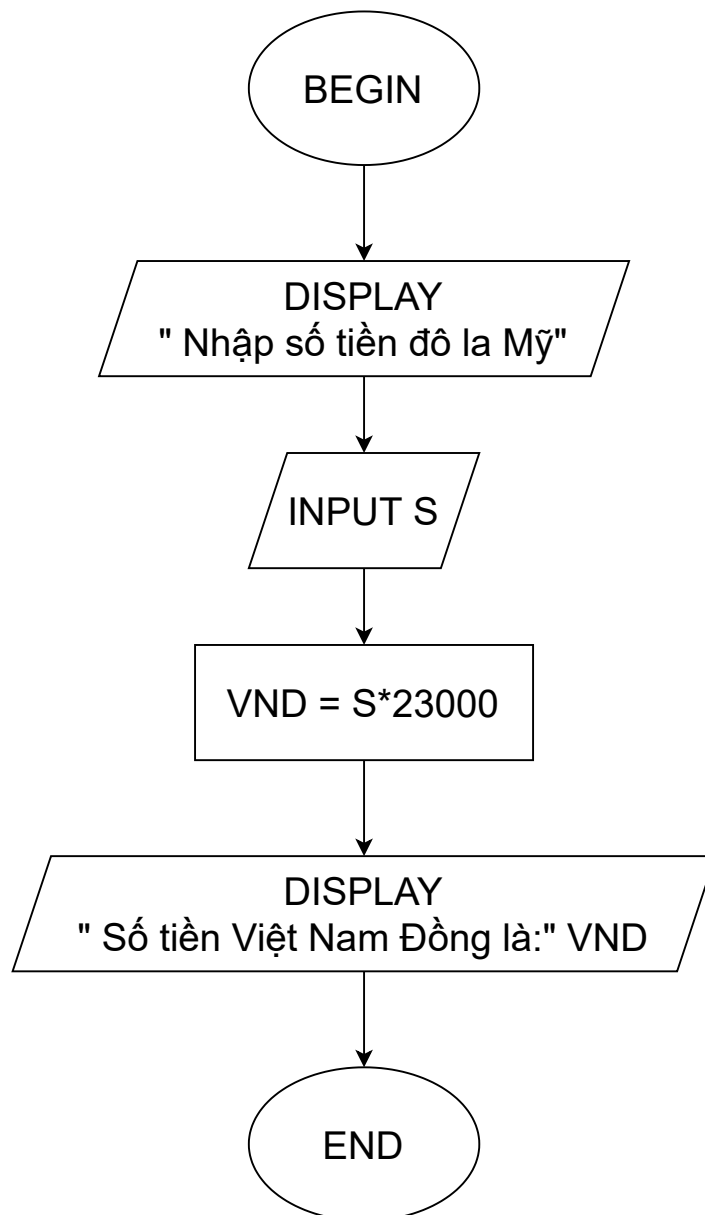 BEGIN
DISPLAY
" Nhập số tiền đô la Mỹ"
INPUT S
VND = S*23000
DISPLAY
" Số tiền Việt Nam Đồng là:" VND
END